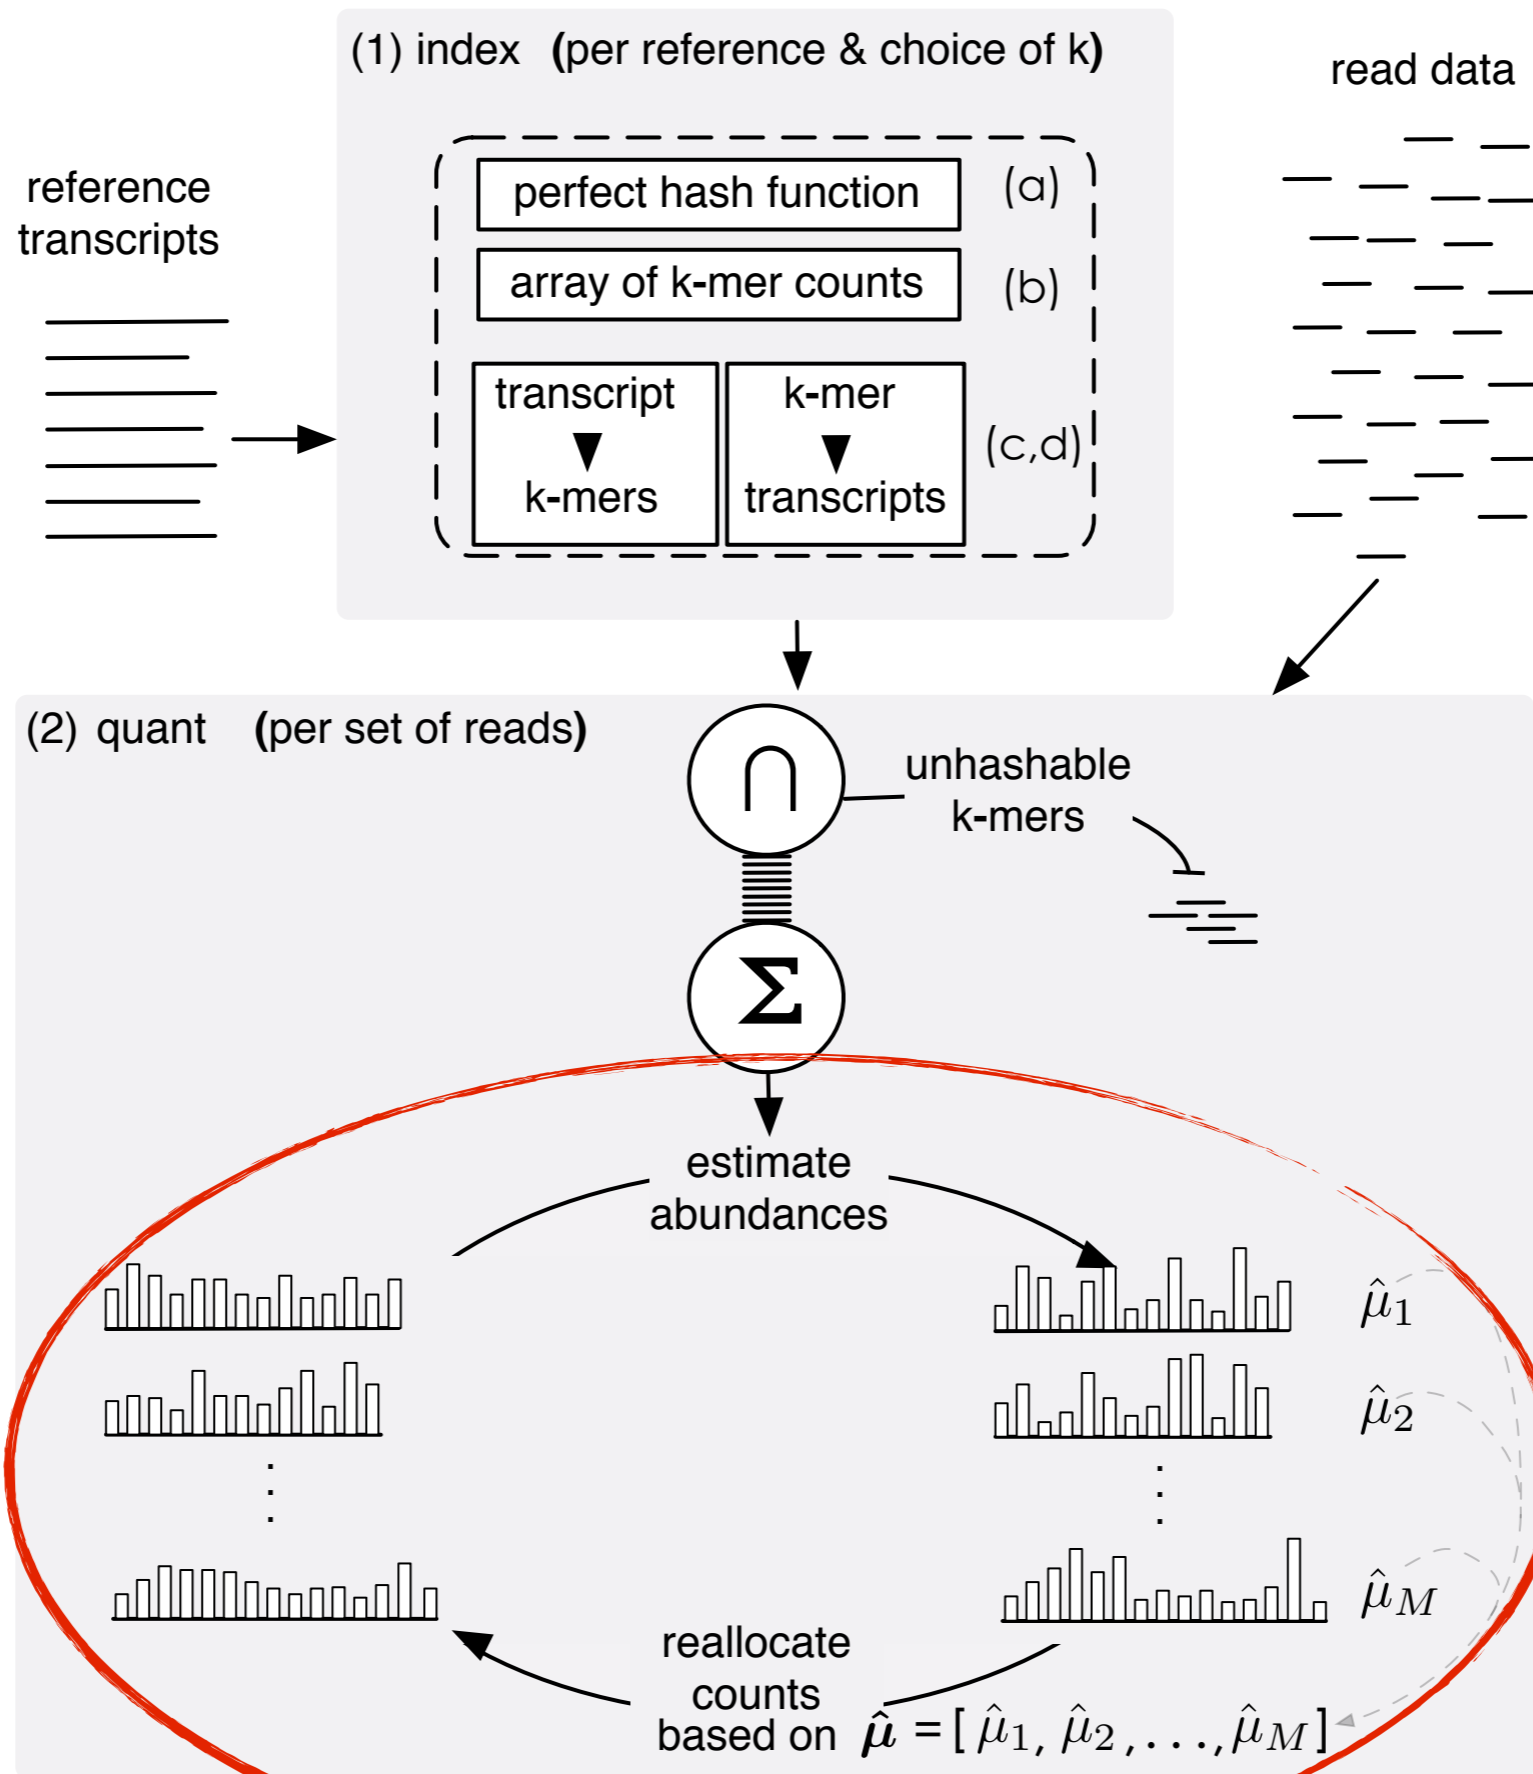 (1) index (per reference & choice of k)
read data
reference
transcripts
perfect hash function
(a)
array of k-mer counts
(b)
transcript
k-mers
k-mer
transcripts
(c,d)
(2) quant (per set of reads)
∩
unhashable
k-mers
Σ
estimate
abundances
μ̂₁
μ̂₂
μ̂_M
reallocate
counts
based on μ̂ = [ μ̂₁, μ̂₂, ..., μ̂_M ]